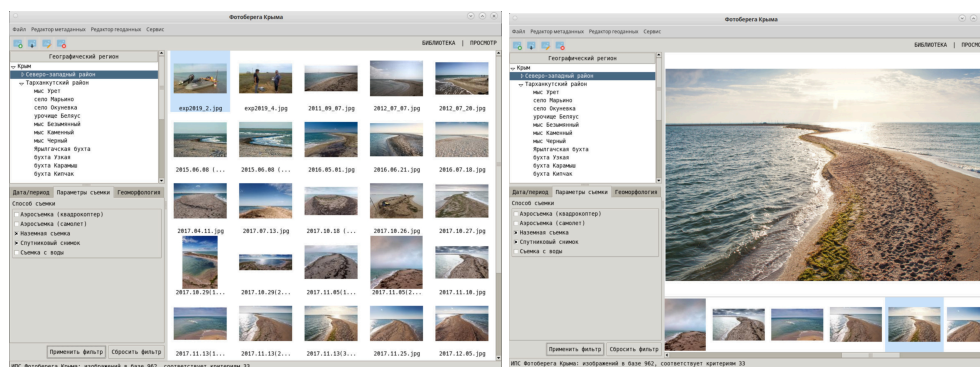 Фотоберега Крыма
Файл Редактор метаданных Редактор геоданных Сервис
БИБЛИОТЕКА | ПРОСМОТР
Географический регион
Крым
Северо-западный район
Тарханкутский район
мыс Урет
село Марьино
село Окуневка
урочище Беляус
мыс Безымянный
мыс Каменный
мыс Черный
Ярылгачская бухта
бухта Узкая
бухта Карамыш
бухта Кипчак
Дата/период Параметры съемки Геоморфология
Способ съемки
Аэросъемка (квадрокоптер)
Аэросъемка (самолет)
Наземная съемка
Спутниковый снимок
Съемка с воды
Применить фильтр Сбросить фильтр
ИПС Фотоберега Крыма: изображений в базе 962, соответствует критериям 33
exp2019_2.jpg exp2019_4.jpg 2011_09_07.jpg 2012_07_07.jpg 2012_07_20.jpg
2015.06.08 (... 2015.06.08 (... 2016.05.01.jpg 2016.06.21.jpg 2016.07.18.jpg
2017.04.11.jpg 2017.07.13.jpg 2017.10.18 (... 2017.10.26.jpg 2017.10.27.jpg
2017.10.29(1... 2017.10.29(2... 2017.11.05(1... 2017.11.05(2... 2017.11.10.jpg
2017.11.13(1... 2017.11.13(2... 2017.11.13(3... 2017.11.25.jpg 2017.12.05.jpg
Фотоберега Крыма
Файл Редактор метаданных Редактор геоданных Сервис
БИБЛИОТЕКА | ПРОСМО
Географический регион
Крым
Северо-западный район
Тарханкутский район
мыс Урет
село Марьино
село Окуневка
урочище Беляус
мыс Безымянный
мыс Каменный
мыс Черный
Ярылгачская бухта
бухта Узкая
бухта Карамыш
бухта Кипчак
Дата/период Параметры съемки Геоморфология
Способ съемки
Аэросъемка (квадрокоптер)
Аэросъемка (самолет)
Наземная съемка
Спутниковый снимок
Съемка с воды
Применить фильтр Сбросить фильтр
ИПС Фотоберега Крыма: изображений в базе 962, соответствует критериям 33